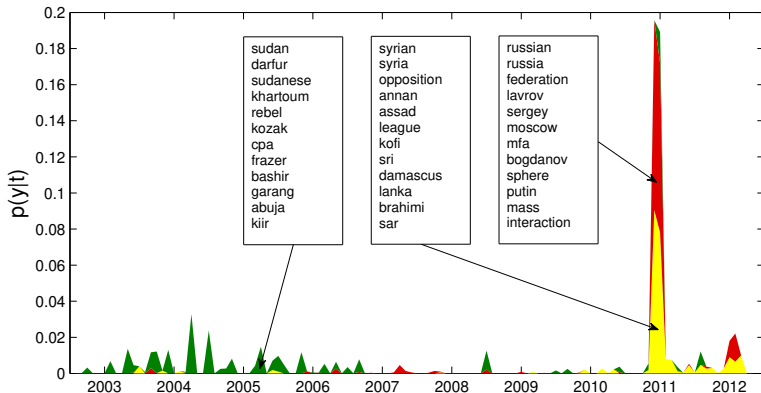 0.2
0.18
0.16
0.14
0.12
0.1
0.08
0.06
0.04
0.02
0
p(y|t)
sudan
darfur
sudanese
khartoum
rebel
kozak
cpa
frazer
bashir
garang
abuja
kiir
syrian
syria
opposition
annan
assad
league
kofi
sri
damascus
lanka
brahimi
sar
russian
russia
federation
lavrov
sergey
moscow
mfa
bogdanov
sphere
putin
mass
interaction
2003 2004 2005 2006 2007 2008 2009 2010 2011 2012